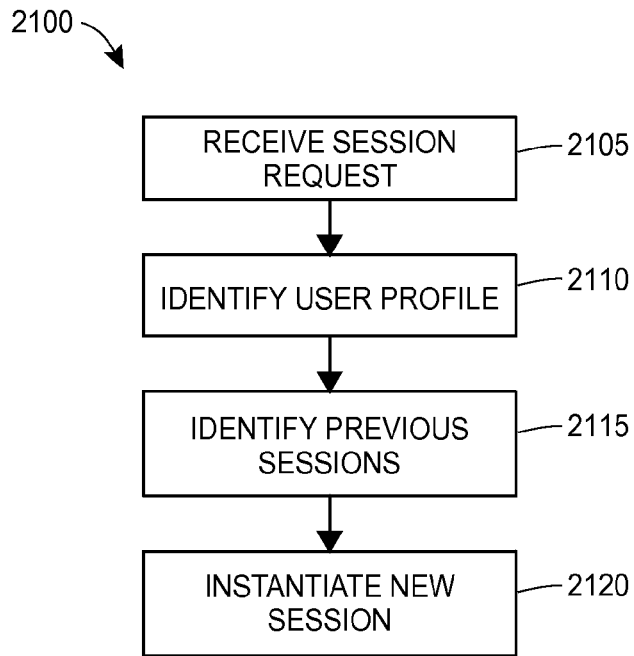 2100
RECEIVE SESSION
REQUEST
2105
IDENTIFY USER PROFILE
2110
IDENTIFY PREVIOUS
SESSIONS
2115
INSTANTIATE NEW
SESSION
2120